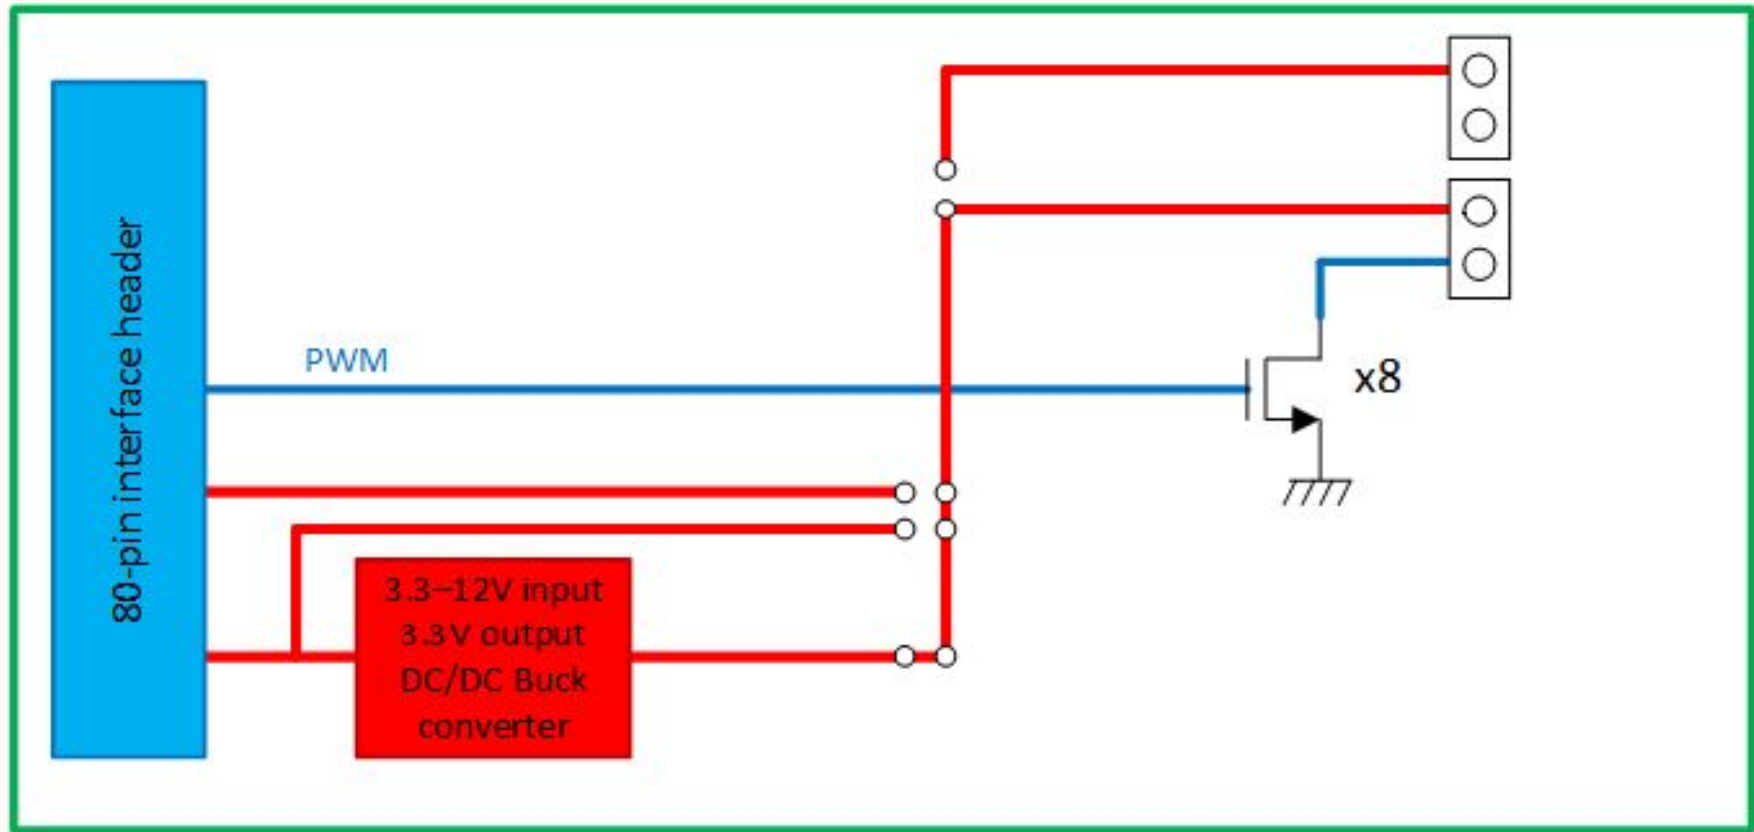 80-pin interface header
PWM
x8
3.3–12V input
3.3V output
DC/DC Buck
converter